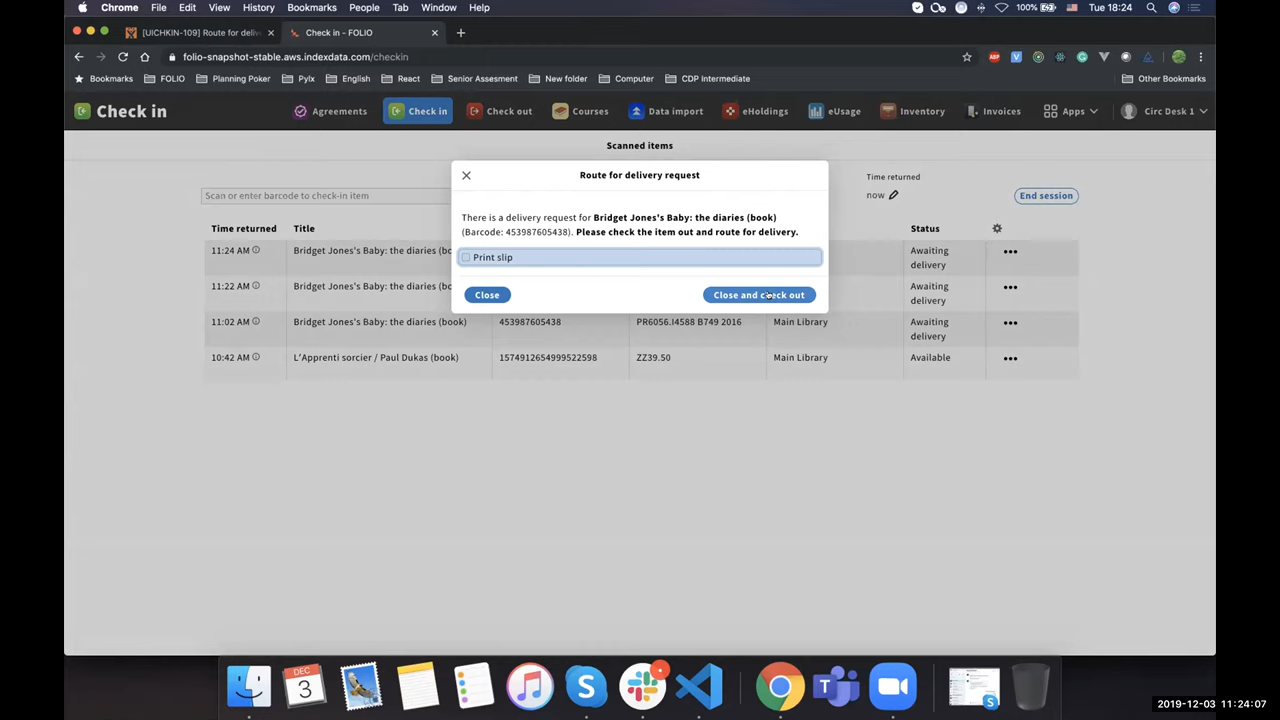 Chrome File Edit View History Bookmarks People Tab Window Help 100% Tue 18:24
[UICHKIN-109] Route for deliv Check in - FOLIO
folio-snapshot-stable.aws.indexdata.com/checkin
Bookmarks FOLIO Planning Poker Pylx English React Senior Assesment New folder Computer CDP Intermediate Other Bookmarks
Check in Agreements Check in Check out Courses Data import eHoldings eUsage Inventory Invoices Apps Circ Desk 1
Scanned items
Route for delivery request
Time returned
now
Scan or enter barcode to check-in item
End session
There is a delivery request for Bridget Jones's Baby: the diaries (book)
(Barcode: 453987605438). Please check the item out and route for delivery.
Print slip
Close Close and check out
Time returned Title Status
11:24 AM Bridget Jones's Baby: the diaries (b Awaiting delivery
11:22 AM Bridget Jones's Baby: the diaries (b Awaiting delivery
11:02 AM Bridget Jones's Baby: the diaries (book) 453987605438 PR6056.I4588 B749 2016 Main Library Awaiting delivery
10:42 AM L'Apprenti sorcier / Paul Dukas (book) 1574912654999522598 ZZ39.50 Main Library Available
DEC
3
2019-12-03 11:24:07